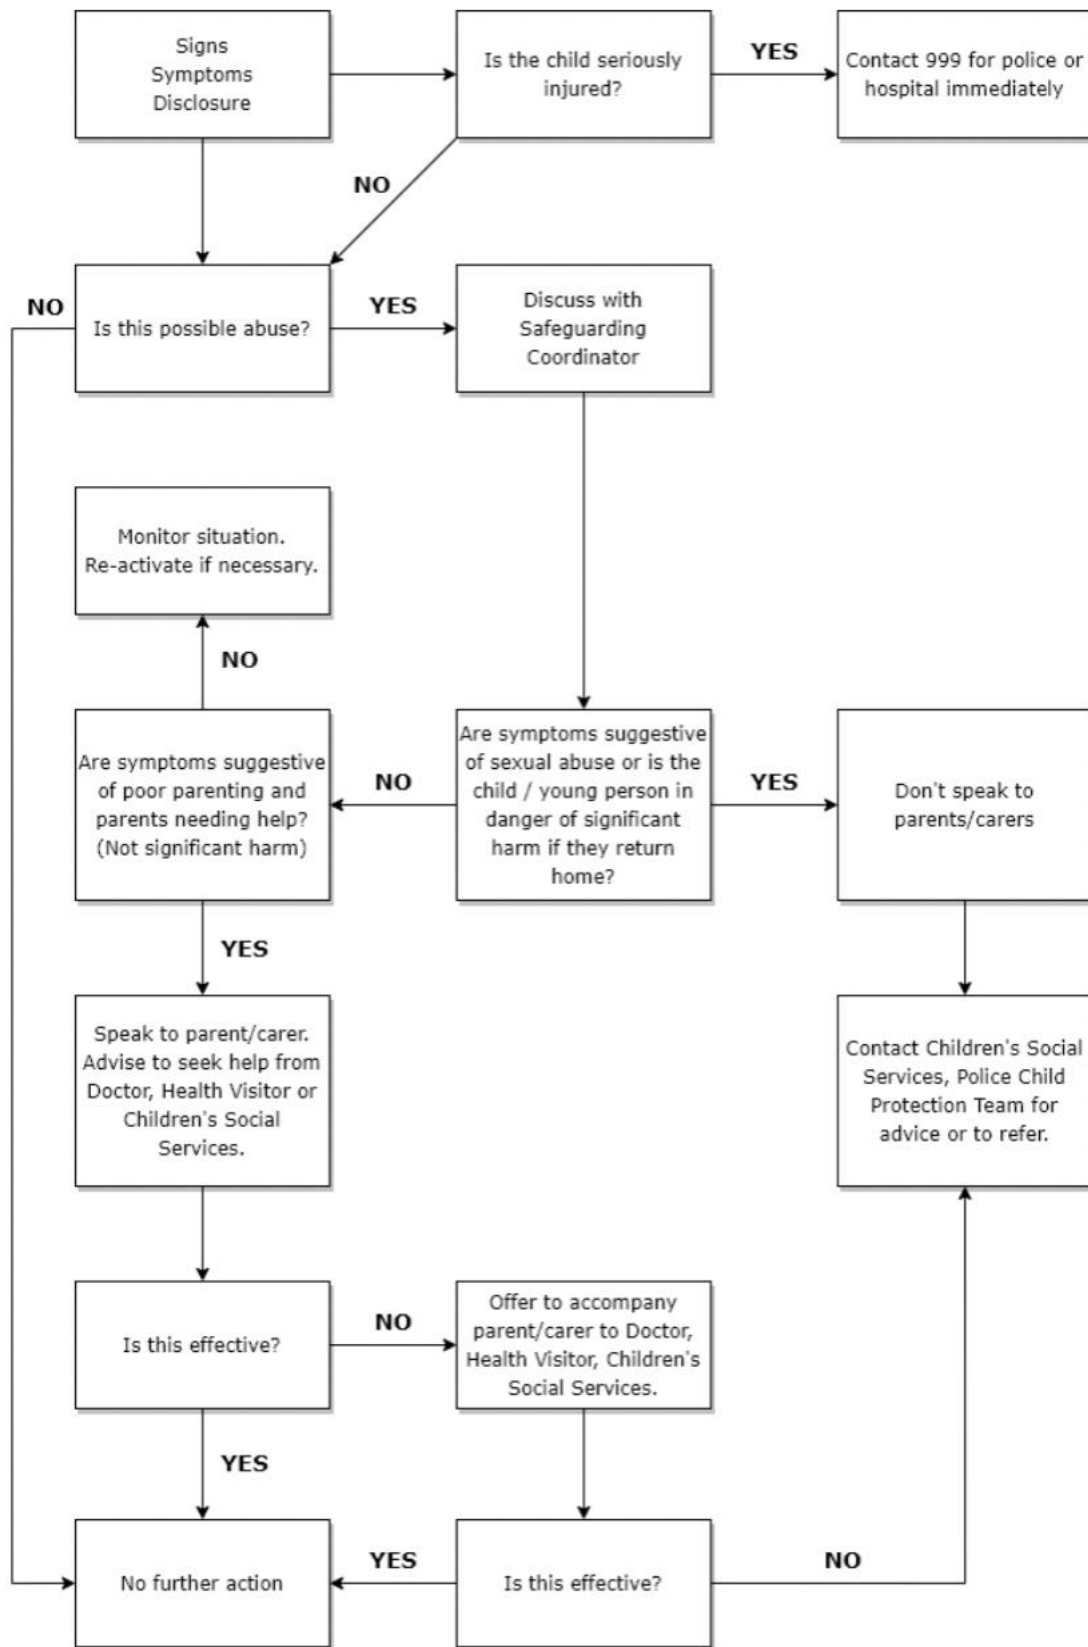 Signs
Symptoms
Disclosure
Is the child seriously
injured?
YES
Contact 999 for police or
hospital immediately
NO
NO
Is this possible abuse?
YES
Discuss with
Safeguarding
Coordinator
Monitor situation.
Re-activate if necessary.
NO
Are symptoms suggestive
of poor parenting and
parents needing help?
(Not significant harm)
NO
Are symptoms suggestive
of sexual abuse or is the
child / young person in
danger of significant
harm if they return
home?
YES
Don't speak to
parents/carers
YES
Speak to parent/carer.
Advise to seek help from
Doctor, Health Visitor or
Children's Social
Services.
Contact Children's Social
Services, Police Child
Protection Team for
advice or to refer.
Is this effective?
NO
Offer to accompany
parent/carer to Doctor,
Health Visitor, Children's
Social Services.
YES
No further action
YES
Is this effective?
NO